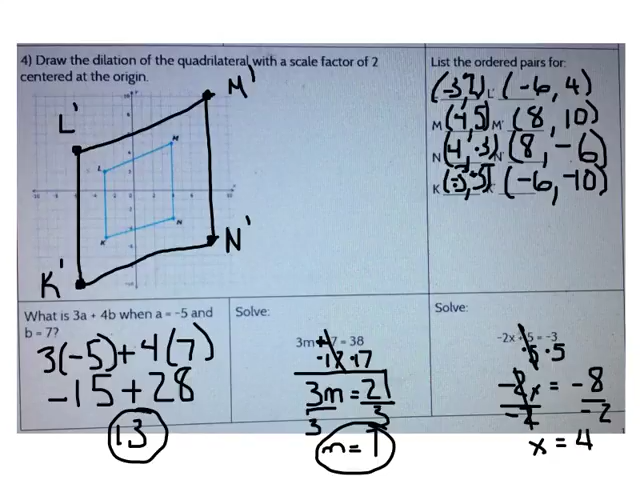 4) Draw the dilation of the quadrilateral with a scale factor of 2
centered at the origin.
M'
L'
M
L
K
N
N'
K'
List the ordered pairs for:
(-3,2) L' (-6, 4)
M (4,5) M' (8, 10)
N (4,-3) N' (8, -6)
K (-3,-5) (-6,-10)
What is 3a + 4b when a = -5 and
b = 7?
3(-5)+4(7)
-15+28
13
Solve:
3m + 17 = 38
-17 -17
3m = 21
3 3
m = 7
Solve:
-2x + 5 = -3
-5 -5
-2x = -8
-2 -2
x = 4